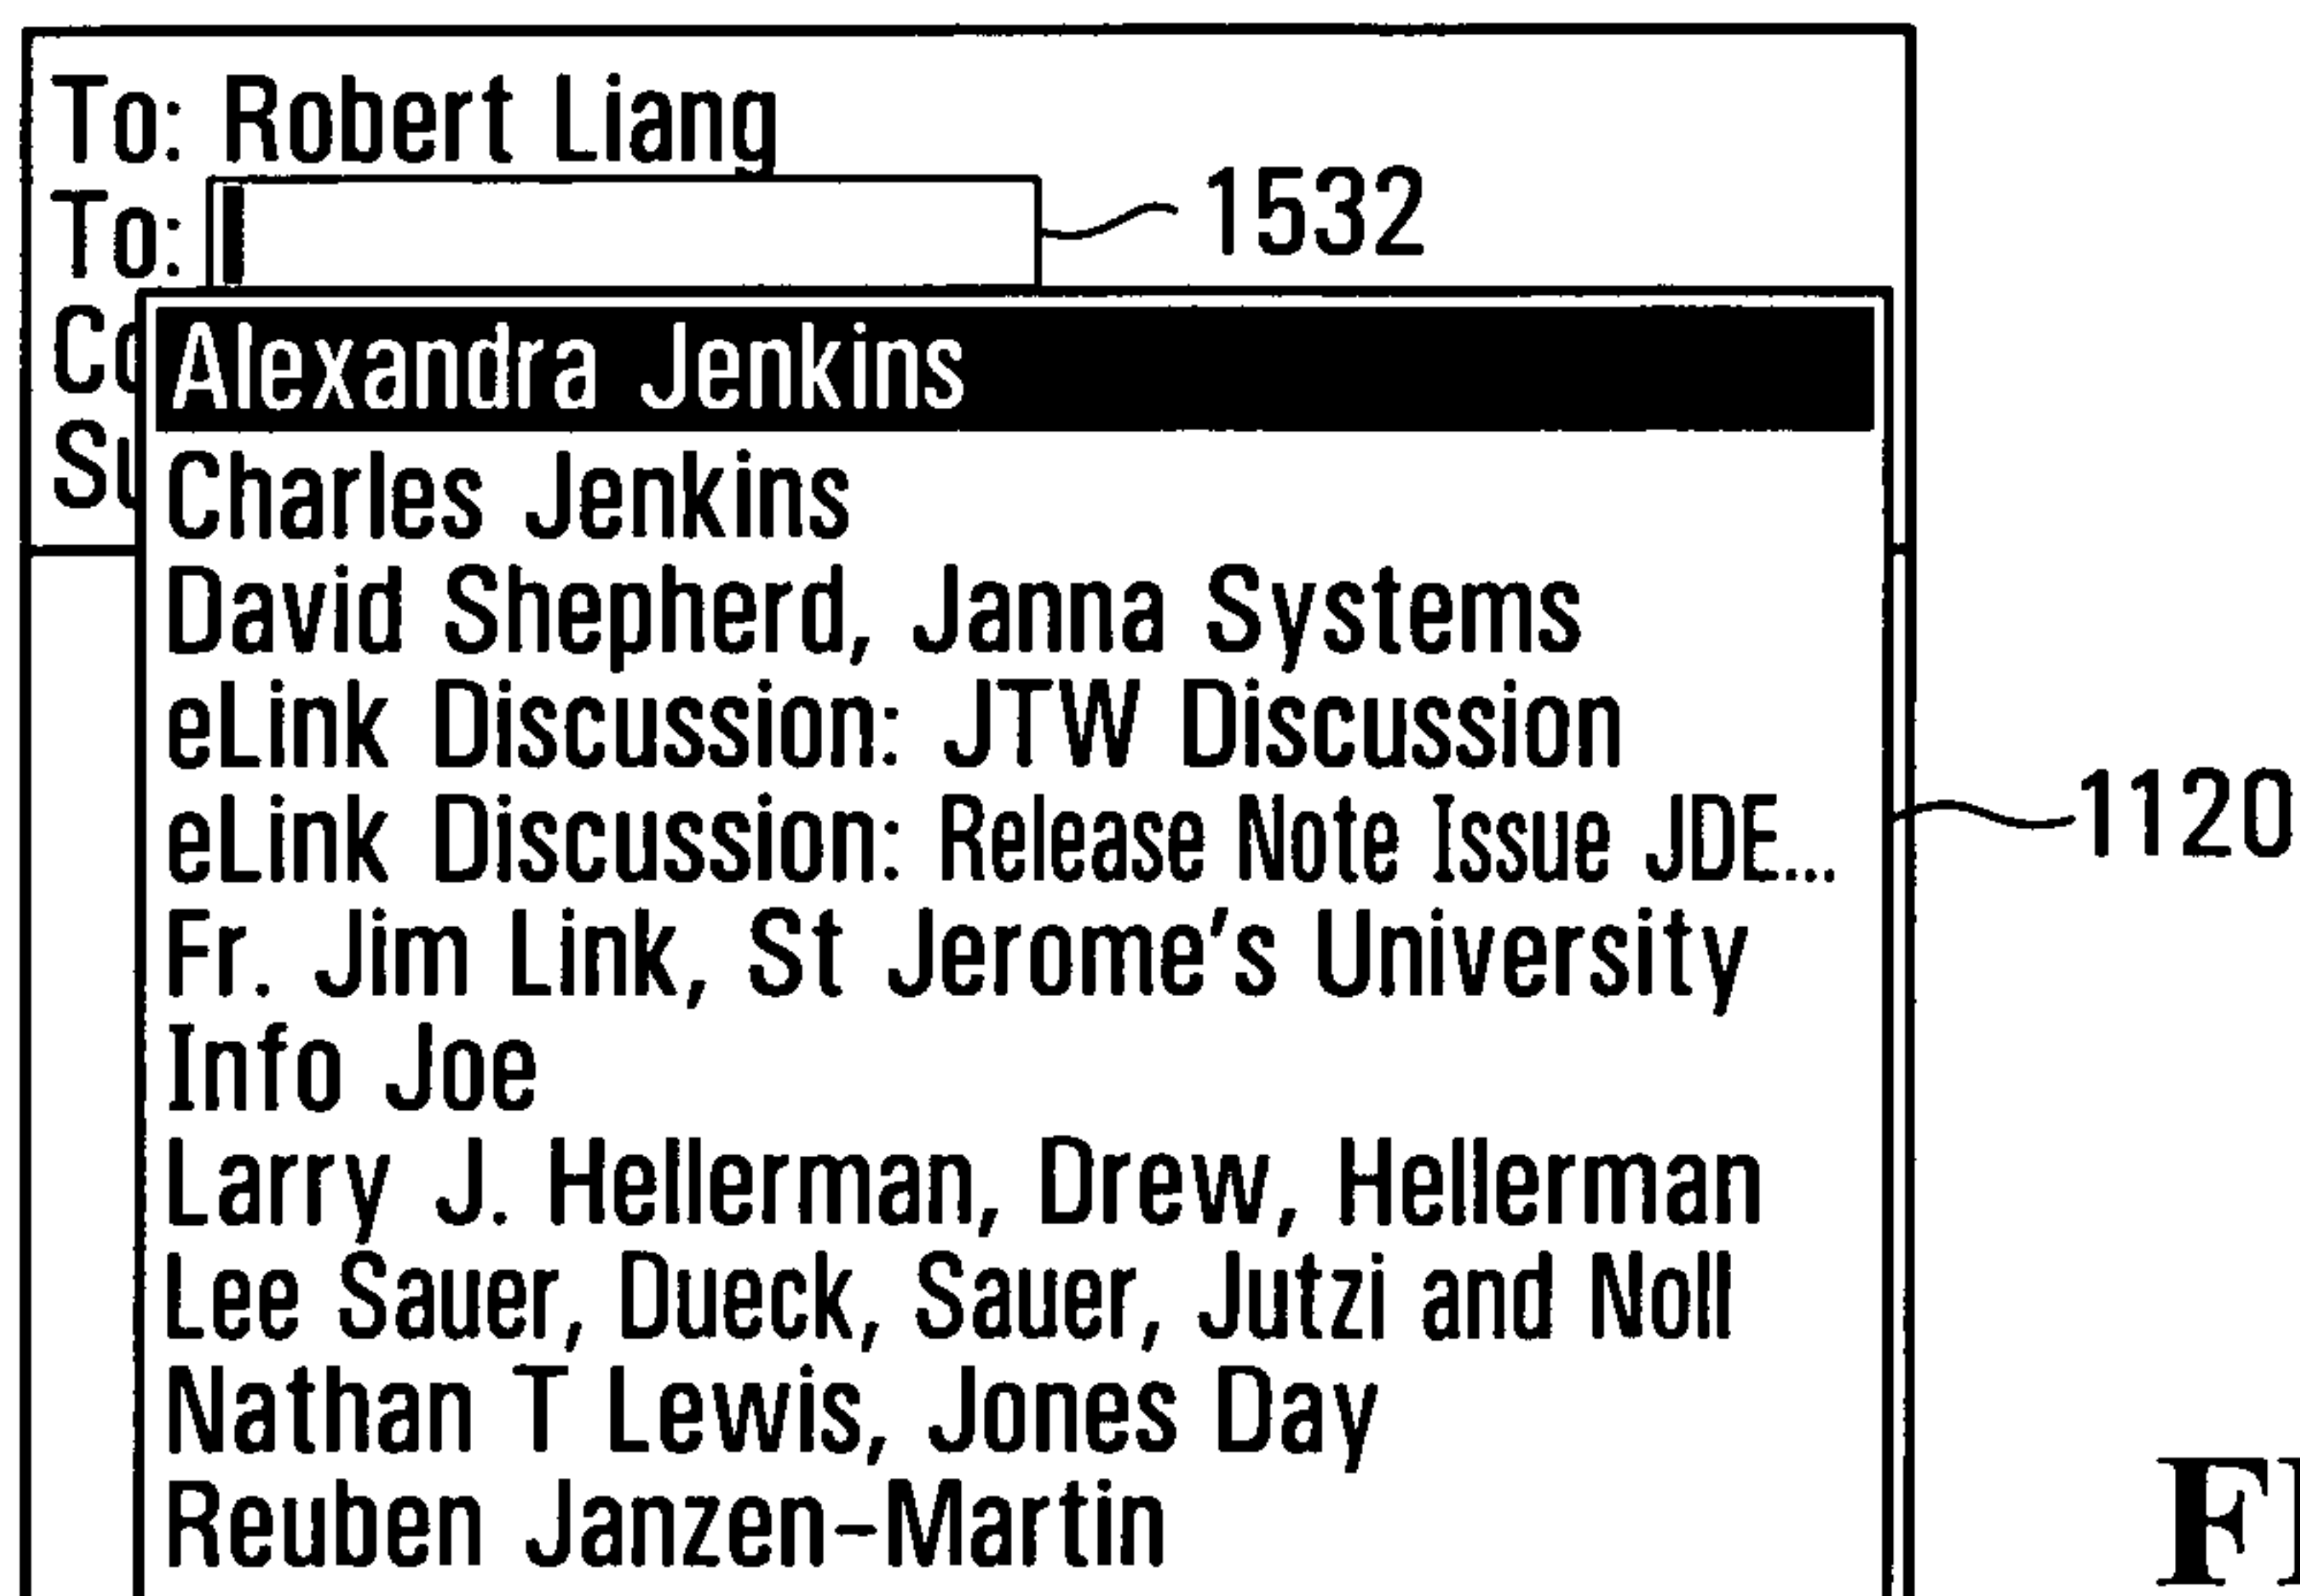 To: Robert Liang
To:
1532
Alexandra Jenkins
Charles Jenkins
David Shepherd, Janna Systems
eLink Discussion: JTW Discussion
eLink Discussion: Release Note Issue JDE...
1120
Fr. Jim Link, St Jerome's University
Info Joe
Larry J. Hellerman, Drew, Hellerman
Lee Sauer, Dueck, Sauer, Jutzi and Noll
Nathan T Lewis, Jones Day
Reuben Janzen-Martin